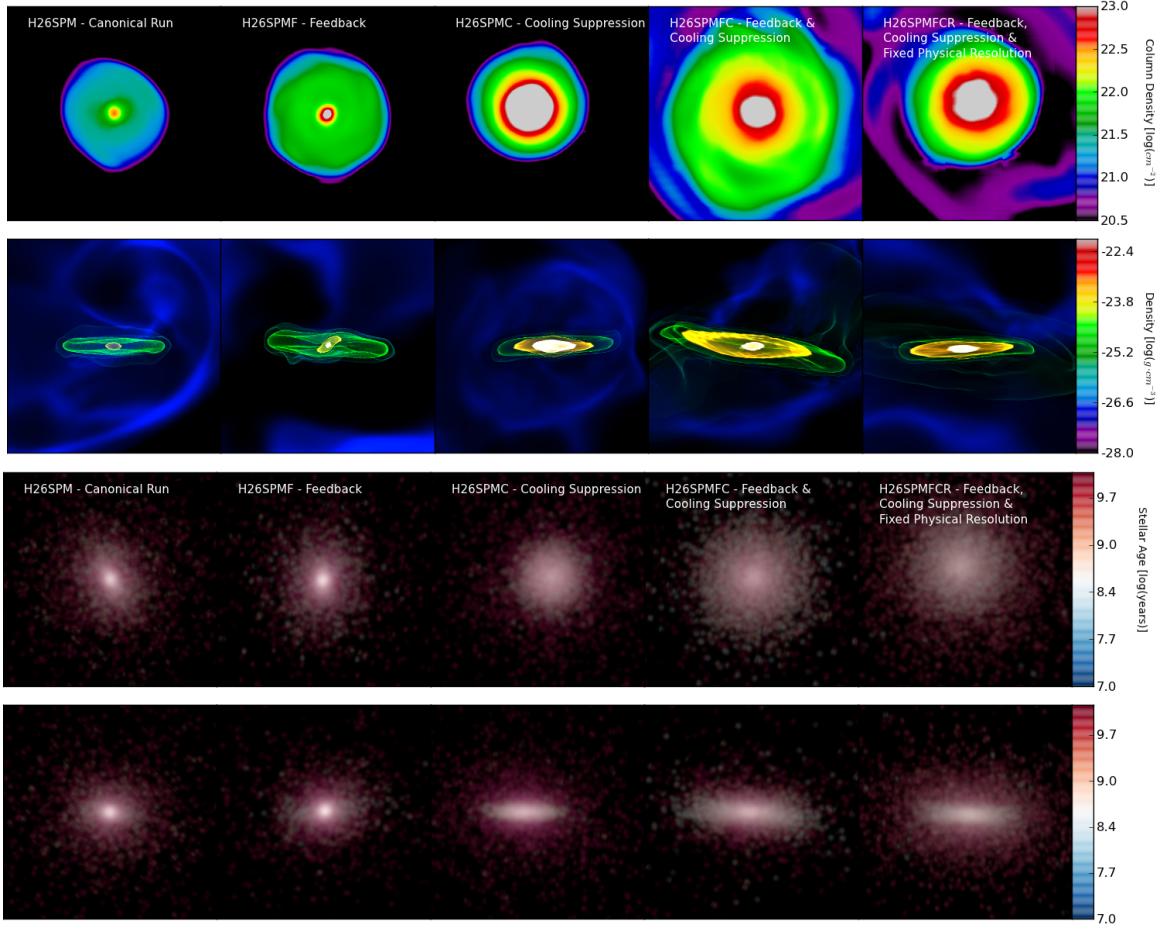 H26SPM - Canonical Run
H26SPMF - Feedback
H26SPMC - Cooling Suppression
H26SPMFC - Feedback &
Cooling Suppression
H26SPMFCR - Feedback,
Cooling Suppression &
Fixed Physical Resolution
23.0
22.5
22.0
21.5
21.0
20.5
Column Density [log(cm⁻²)]
-22.4
-23.8
-25.2
-26.6
-28.0
Density [log(g·cm⁻³)]
H26SPM - Canonical Run
H26SPMF - Feedback
H26SPMC - Cooling Suppression
H26SPMFC - Feedback &
Cooling Suppression
H26SPMFCR - Feedback,
Cooling Suppression &
Fixed Physical Resolution
9.7
9.0
8.4
7.7
7.0
Stellar Age [log(years)]
9.7
9.0
8.4
7.7
7.0